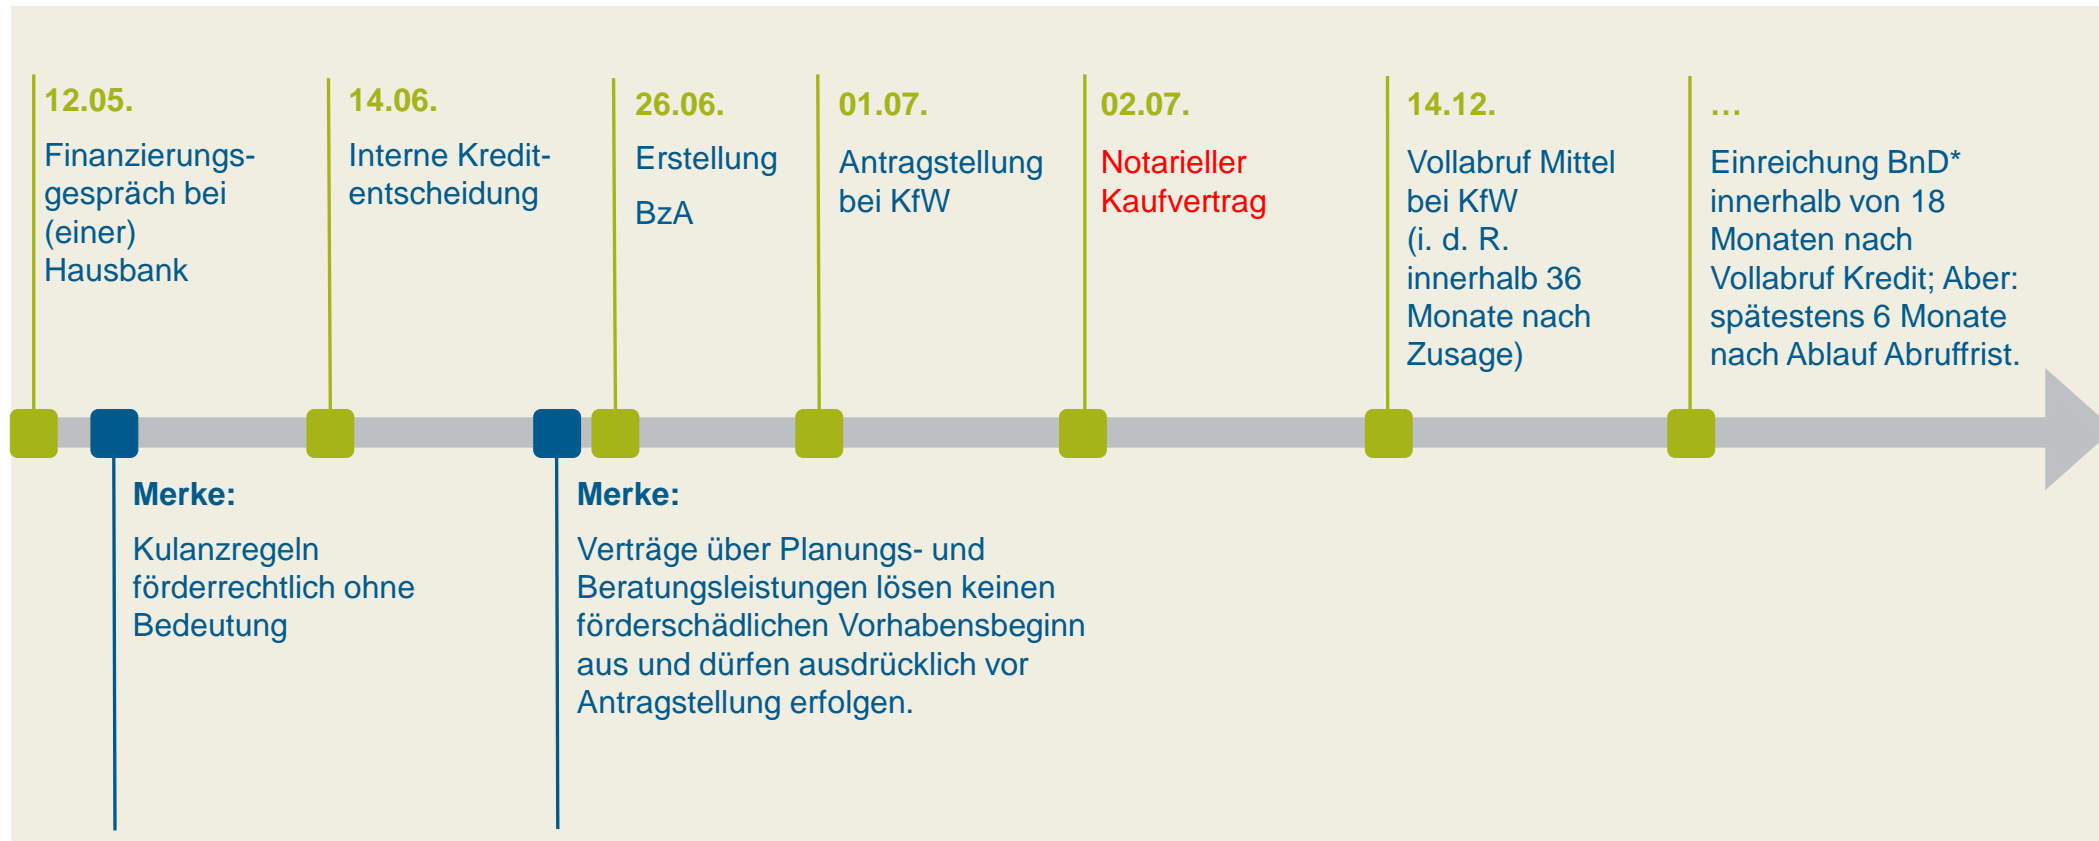 12.05.
Finanzierungs-
gespräch bei
(einer)
Hausbank
14.06.
Interne Kredit-
entscheidung
26.06.
Erstellung
BzA
01.07.
Antragstellung
bei KfW
02.07.
Notarieller
Kaufvertrag
14.12.
Vollabruf Mittel
bei KfW
(i. d. R.
innerhalb 36
Monate nach
Zusage)
...
Einreichung BnD*
innerhalb von 18
Monaten nach
Vollabruf Kredit; Aber:
spätestens 6 Monate
nach Ablauf Abruffrist.
Merke:
Kulanzregeln
förderrechtlich ohne
Bedeutung
Merke:
Verträge über Planungs- und
Beratungsleistungen lösen keinen
förderschädlichen Vorhabensbeginn
aus und dürfen ausdrücklich vor
Antragstellung erfolgen.